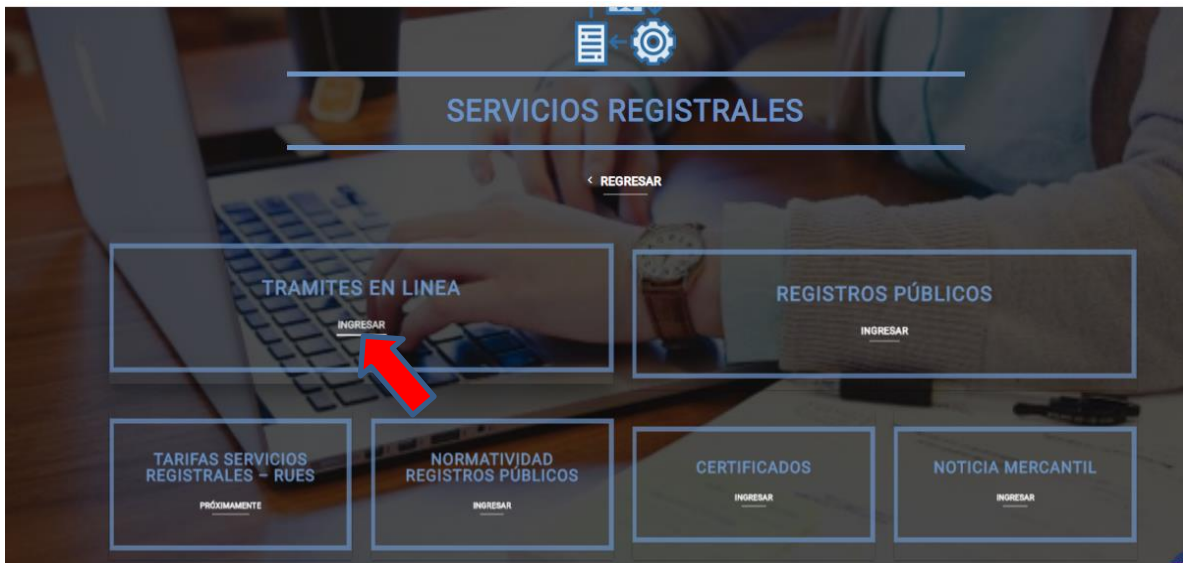 SERVICIOS REGISTRALES
< REGRESAR
TRAMITES EN LINEA
INGRESAR
REGISTROS PÚBLICOS
INGRESAR
TARIFAS SERVICIOS
REGISTRALES – RUES
PRÓXIMAMENTE
NORMATIVIDAD
REGISTROS PÚBLICOS
INGRESAR
CERTIFICADOS
INGRESAR
NOTICIA MERCANTIL
INGRESAR